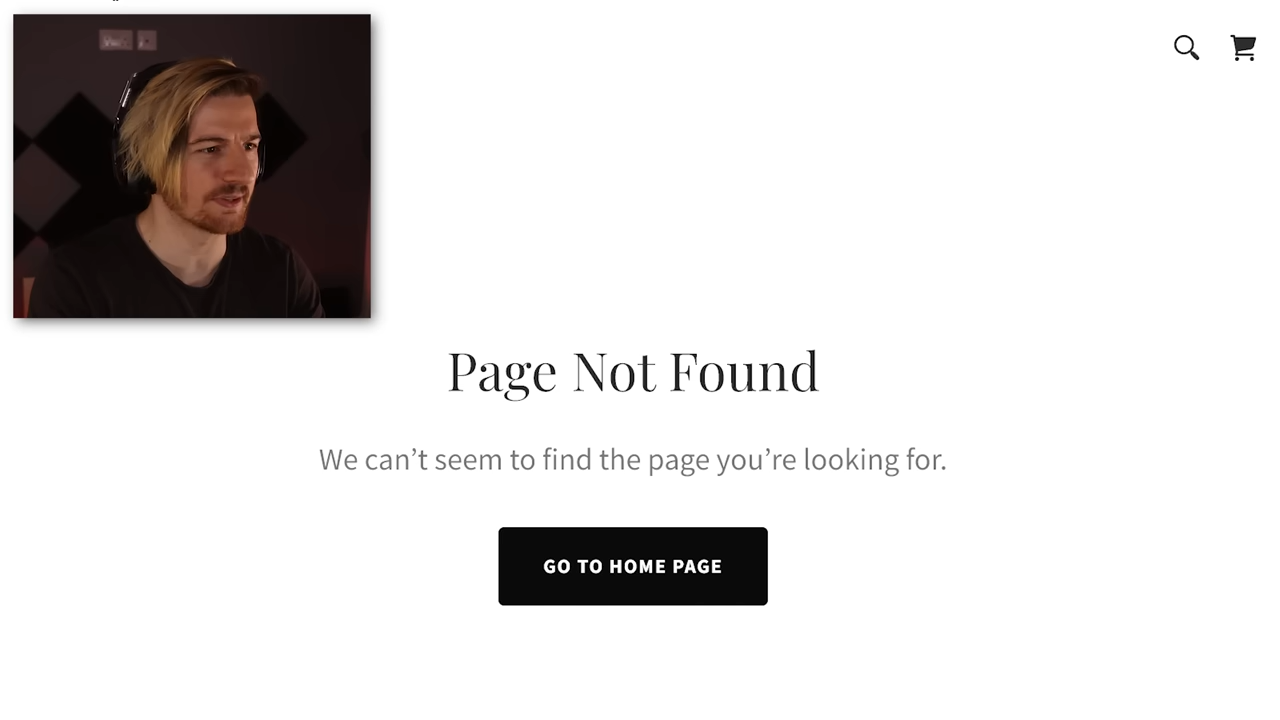 Page Not Found
We can’t seem to find the page you’re looking for.
GO TO HOME PAGE